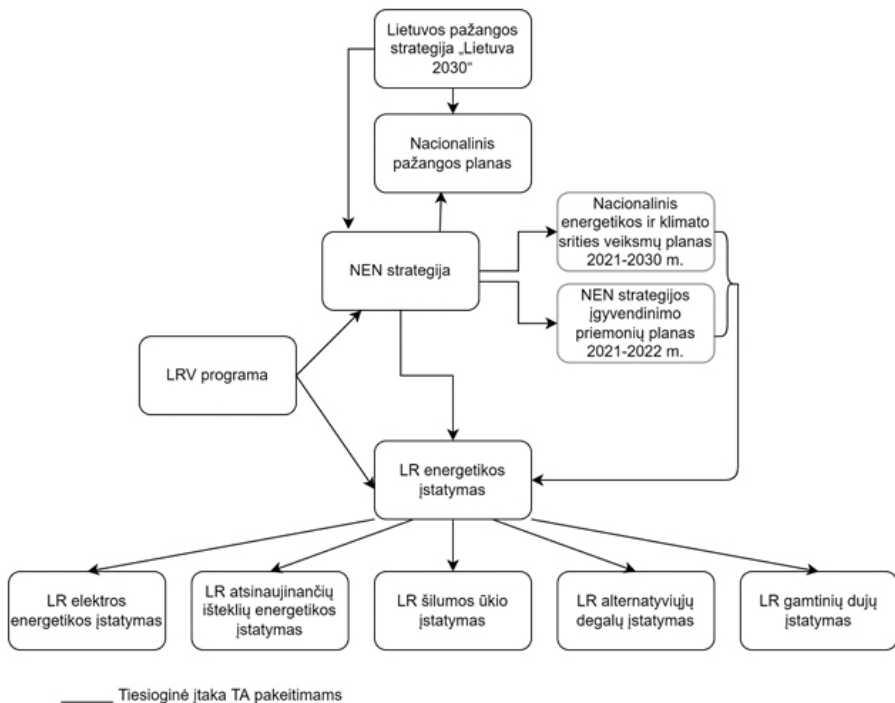 Lietuvos pažangos
strategija „Lietuva
2030“
Nacionalinis
pažangos planas
NEN strategija
Nacionalinis
energetikos ir klimato
srities veiksmų planas
2021-2030 m.
NEN strategijos
įgyvendinimo
priemonių planas
2021-2022 m.
LRV programa
LR energetikos
įstatymas
LR elektros
energetikos įstatymas
LR atsinaujinančių
išteklių energetikos
įstatymas
LR šilumos ūkio
įstatymas
LR alternatyviųjų
degalų įstatymas
LR gamtinių dujų
įstatymas
Tiesioginė įtaka TA pakeitimams